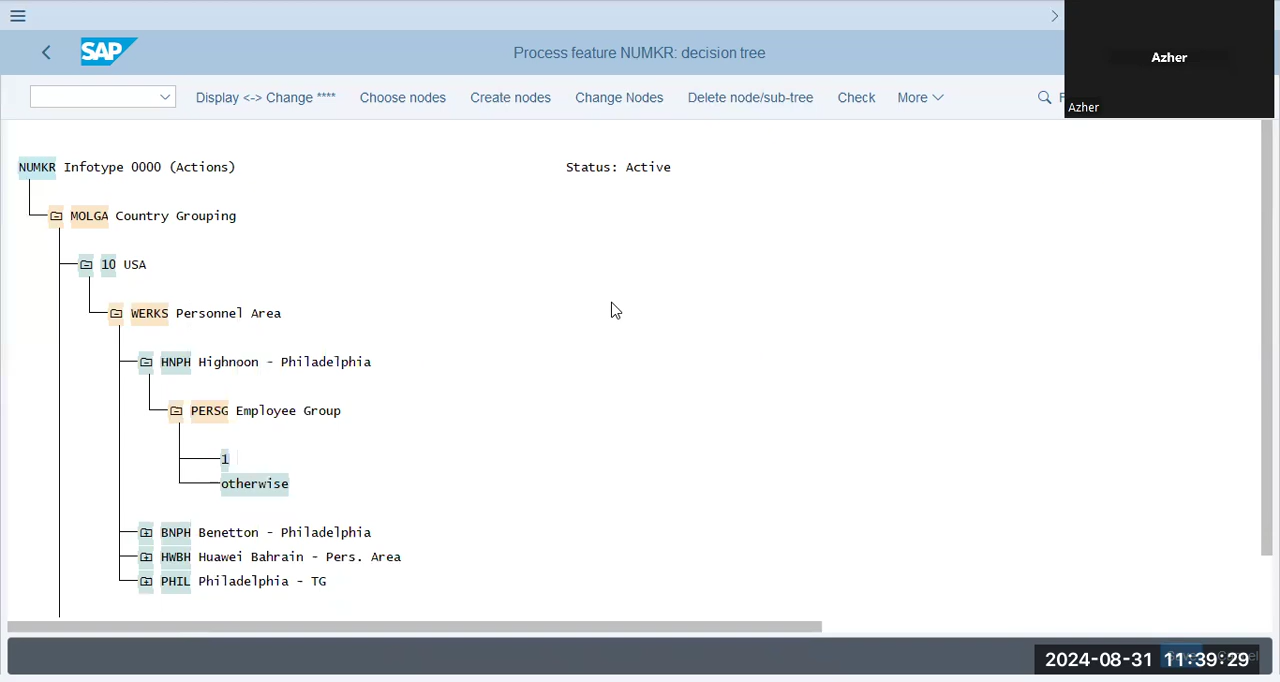 SAP
Process feature NUMKR: decision tree
Azher
Azher
Display <-> Change ****
Choose nodes
Create nodes
Change Nodes
Delete node/sub-tree
Check
More
NUMKR Infotype 0000 (Actions)
Status: Active
MOLGA Country Grouping
10 USA
WERKS Personnel Area
HNPH Highnoon - Philadelphia
PERSG Employee Group
1
otherwise
BNPH Benetton - Philadelphia
HWBH Huawei Bahrain - Pers. Area
PHIL Philadelphia - TG
2024-08-31 11:39:29